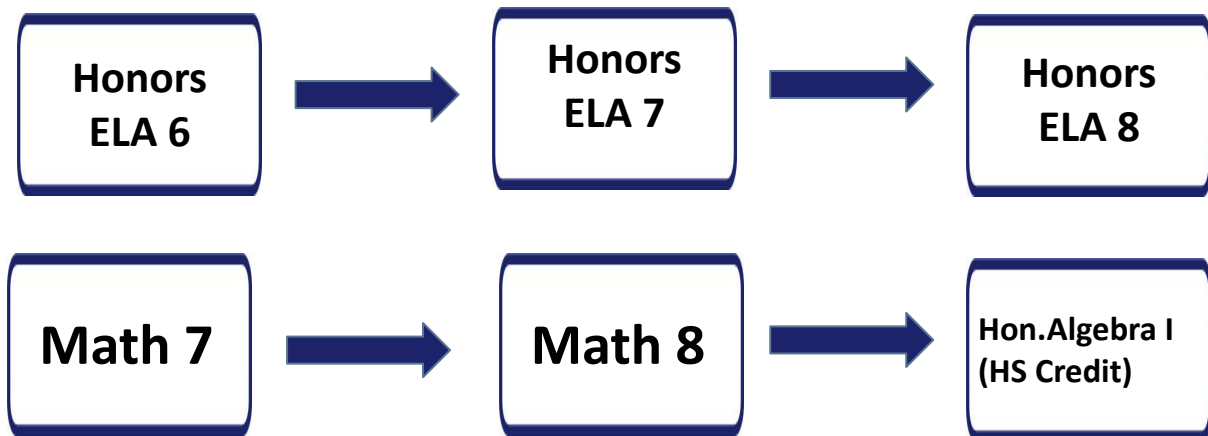 Honors
ELA 6
Honors
ELA 7
Honors
ELA 8
Math 7
Math 8
Hon.Algebra I
(HS Credit)